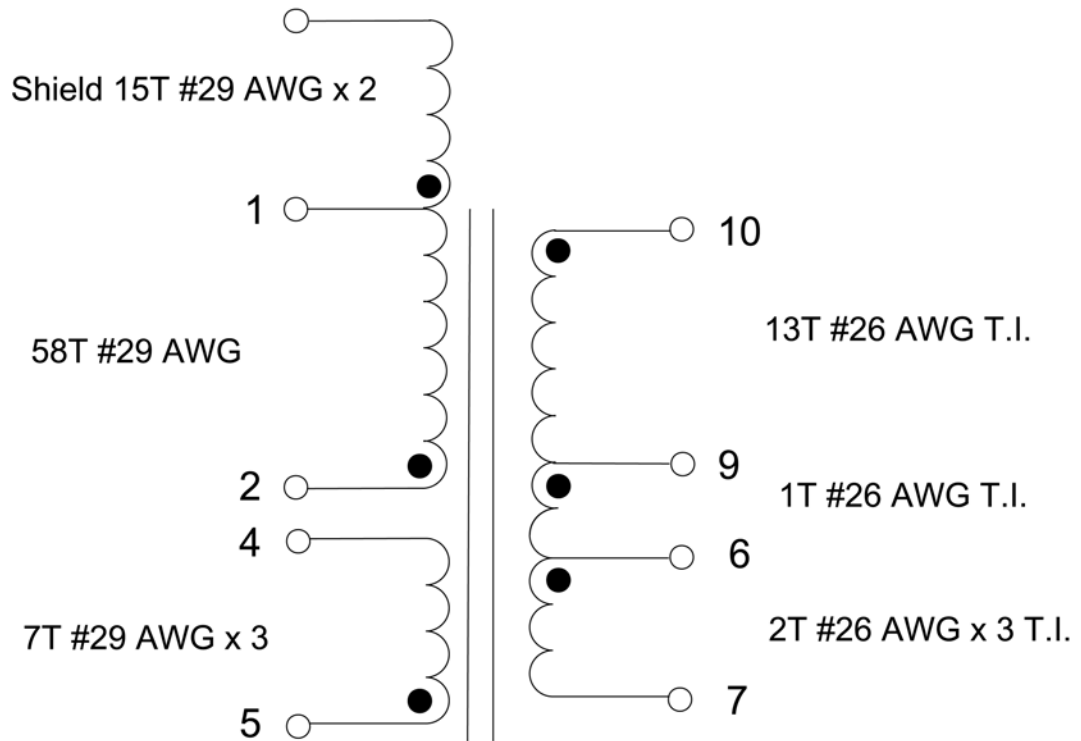 Shield 15T #29 AWG x 2
1
10
13T #26 AWG T.I.
58T #29 AWG
9
2
1T #26 AWG T.I.
4
6
7T #29 AWG x 3
2T #26 AWG x 3 T.I.
5
7